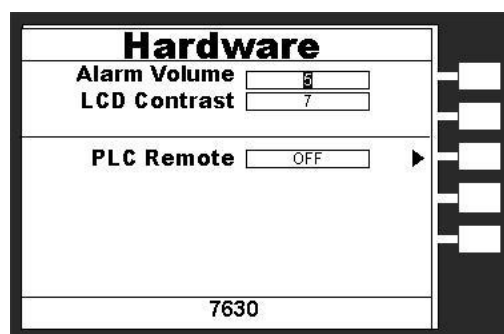 Hardware
Alarm Volume 5
LCD Contrast 7
PLC Remote OFF
7630